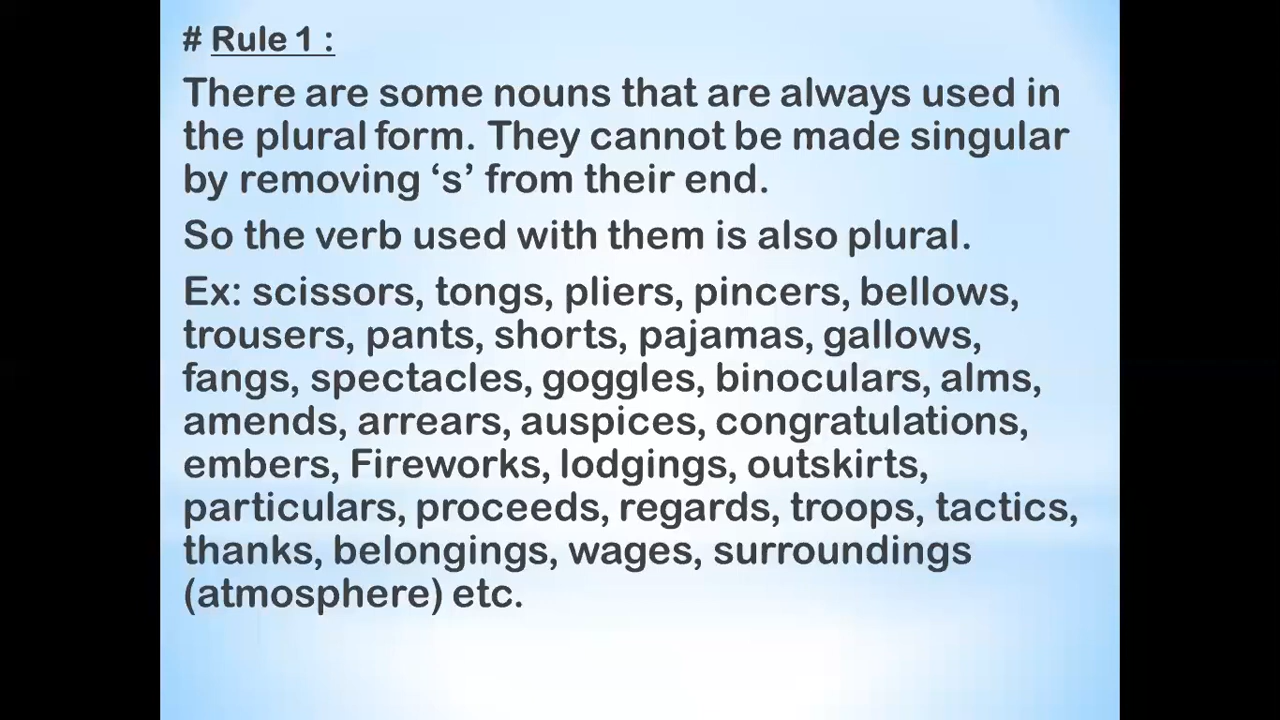 # Rule 1 :
There are some nouns that are always used in
the plural form. They cannot be made singular
by removing ‘s’ from their end.
So the verb used with them is also plural.
Ex: scissors, tongs, pliers, pincers, bellows,
trousers, pants, shorts, pajamas, gallows,
fangs, spectacles, goggles, binoculars, alms,
amends, arrears, auspices, congratulations,
embers, Fireworks, lodgings, outskirts,
particulars, proceeds, regards, troops, tactics,
thanks, belongings, wages, surroundings
(atmosphere) etc.